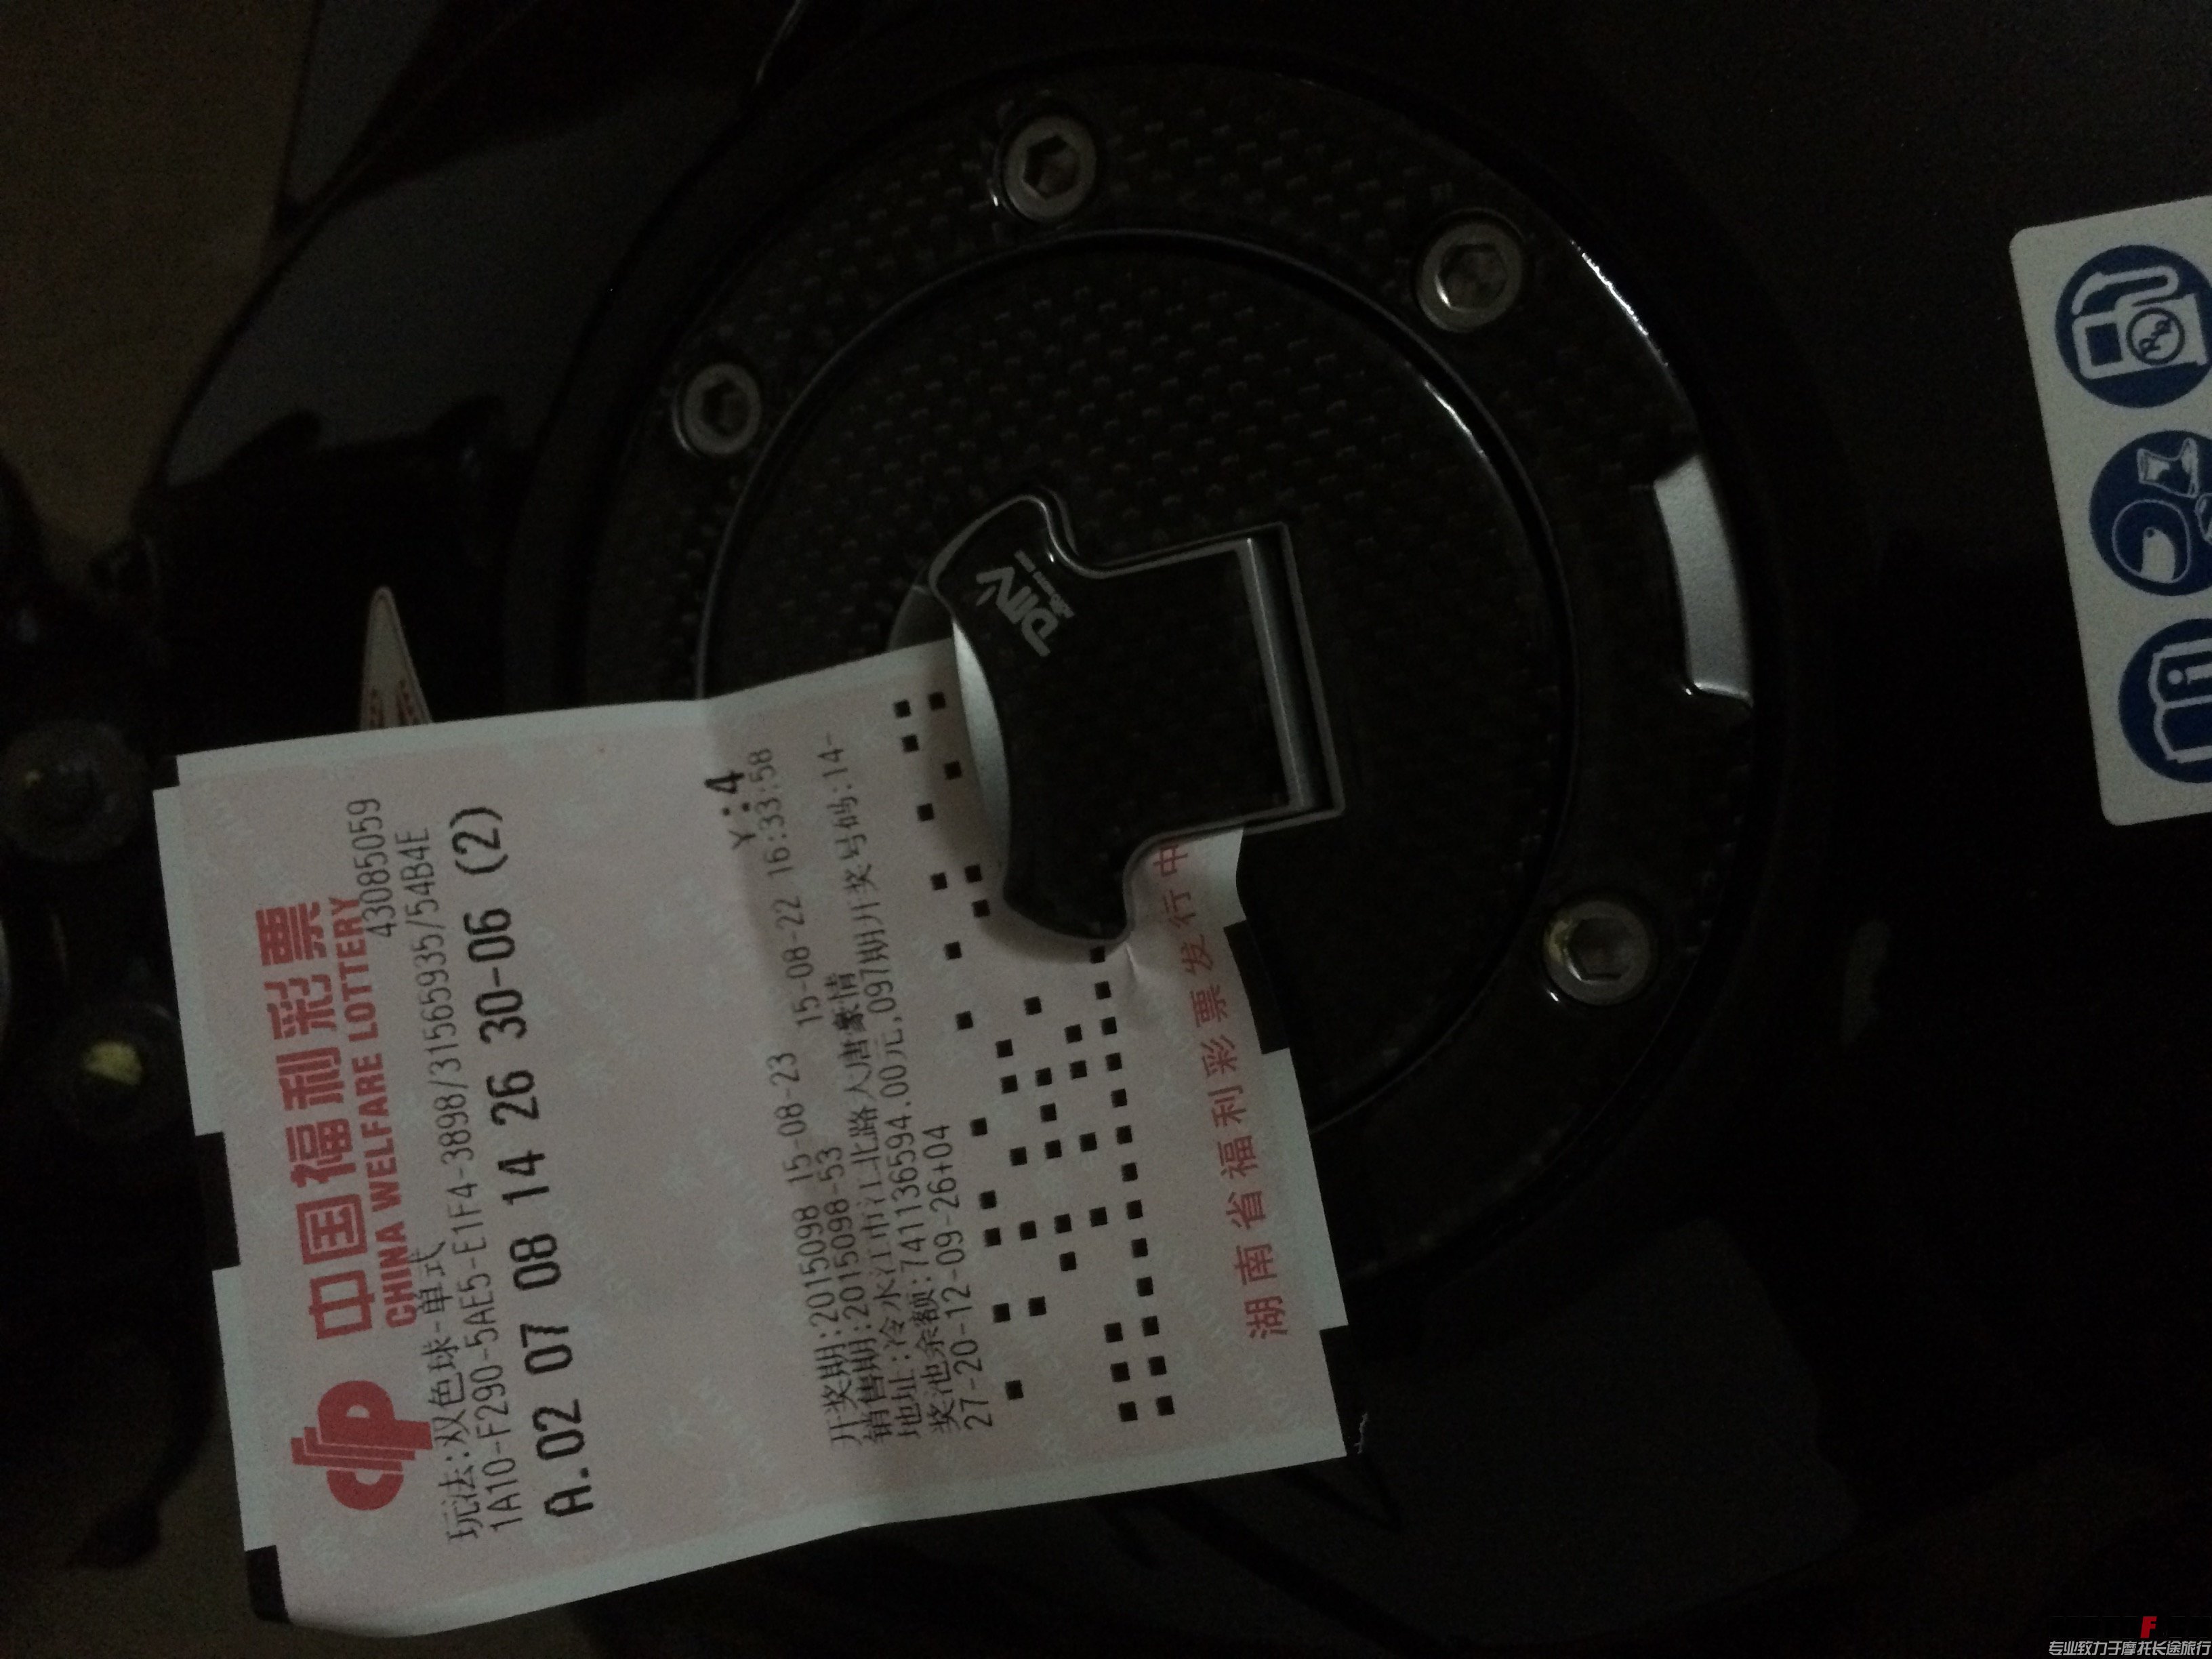 中国福利彩票
CHINA WELFARE LOTTERY
43085059
玩法:双色球-单式
1A10-F290-5AE5-E1F4-3898/31565935/54B4E
A.02 07 08 14 26 30-06 (2)
￥:4
开奖期:2015098 15-08-23 15-08-22 16:33:58
销售期:2015098-53
地址:冷水江市江北路大唐豪情
奖池余额:741136594.00元,097期开奖号码:14-
27-20-12-09-26+04
湖南省福利彩票发行中
专业致力于摩托长途旅行